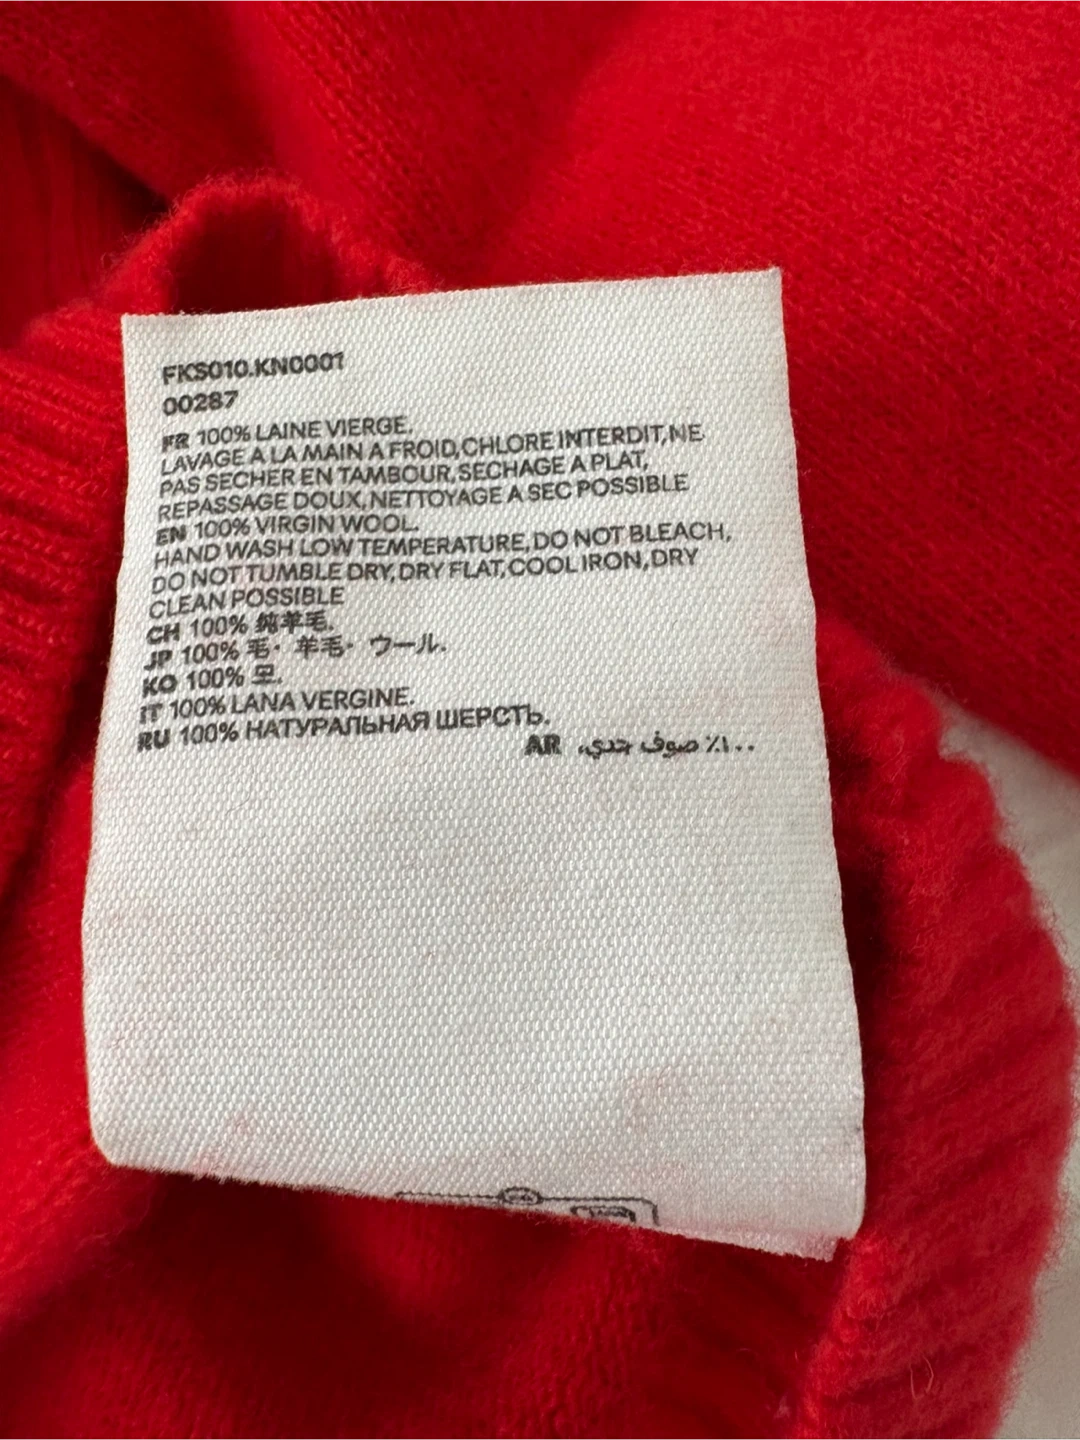 FKS010.KN0001
00287
FR 100% LAINE VIERGE.
LAVAGE A LA MAIN A FROID,CHLORE INTERDIT,NE
PAS SECHER EN TAMBOUR,SECHAGE A PLAT,
REPASSAGE DOUX,NETTOYAGE A SEC POSSIBLE
EN 100% VIRGIN WOOL.
HAND WASH LOW TEMPERATURE,DO NOT BLEACH,
DO NOT TUMBLE DRY,DRY FLAT,COOL IRON,DRY
CLEAN POSSIBLE
CH 100% 纯羊毛.
JP 100% 毛・羊毛・ウール.
KO 100% 모.
IT 100% LANA VERGINE.
RU 100% НАТУРАЛЬНАЯ ШЕРСТЬ.
AR ١٠٠٪ صوف